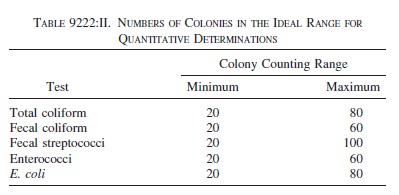 TABLE 9222:II. NUMBERS OF COLONIES IN THE IDEAL RANGE FOR
QUANTITATIVE DETERMINATIONS
Colony Counting Range
Test Minimum Maximum
Total coliform 20 80
Fecal coliform 20 60
Fecal streptococci 20 100
Enterococci 20 60
E. coli 20 80